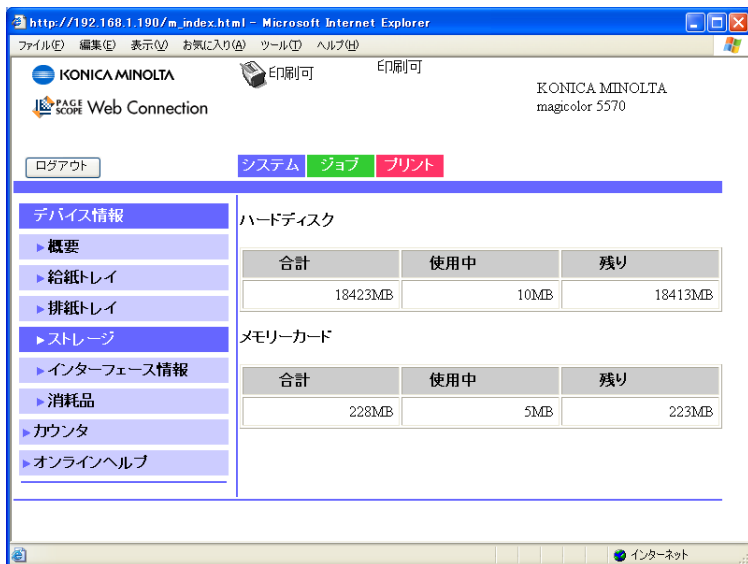 http://192.168.1.190/m_index.html - Microsoft Internet Explorer
ファイル(F) 編集(E) 表示(V) お気に入り(A) ツール(T) ヘルプ(H)
KONICA MINOLTA
印刷可
印刷可
KONICA MINOLTA
magicolor 5570
PAGE SCOPE Web Connection
ログアウト
システム ジョブ プリント
デバイス情報
概要
給紙トレイ
排紙トレイ
ストレージ
インターフェース情報
消耗品
カウンタ
オンラインヘルプ
ハードディスク
合計 使用中 残り
18423MB 10MB 18413MB
メモリーカード
合計 使用中 残り
228MB 5MB 223MB
インターネット